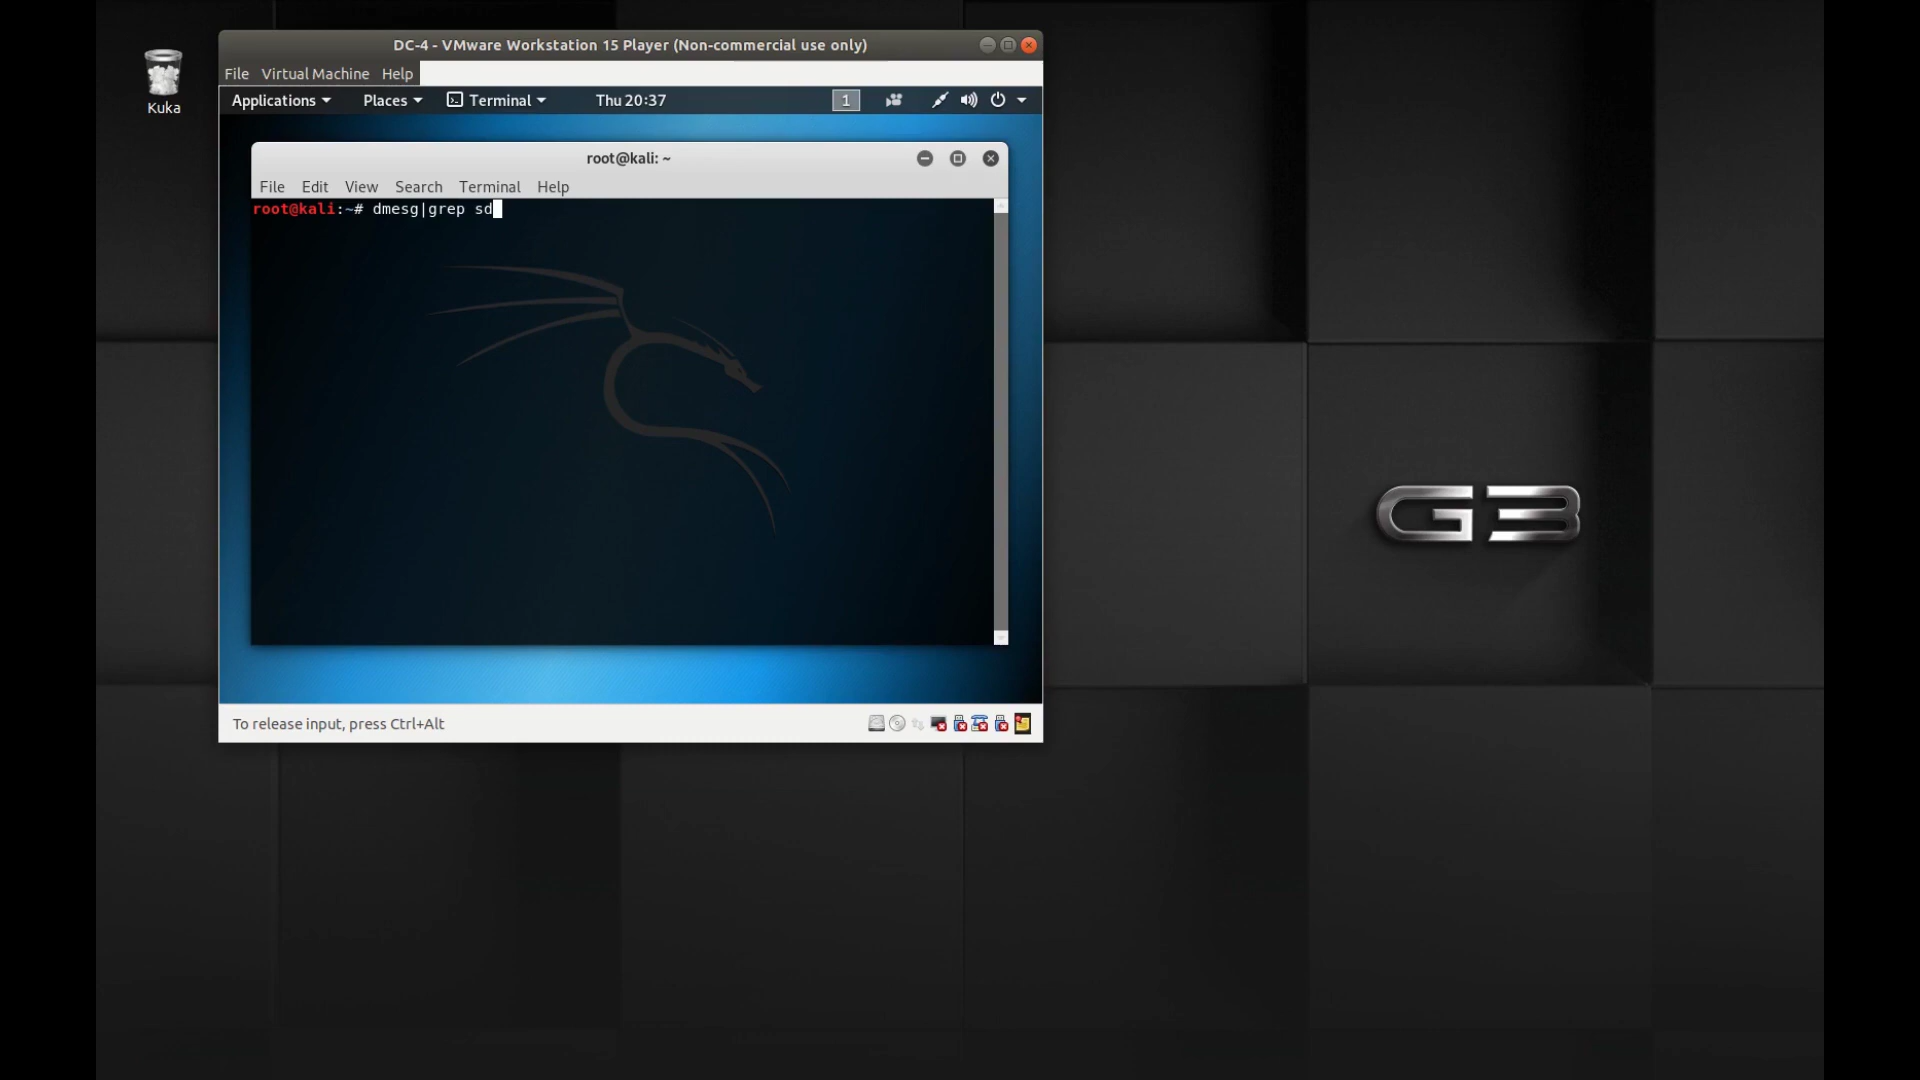 DC-4 - VMware Workstation 15 Player (Non-commercial use only)
File Virtual Machine Help
Kuka
Applications Places Terminal Thu 20:37 1
root@kali: ~
File Edit View Search Terminal Help
root@kali:~# dmesg|grep sd
G3
To release input, press Ctrl+Alt